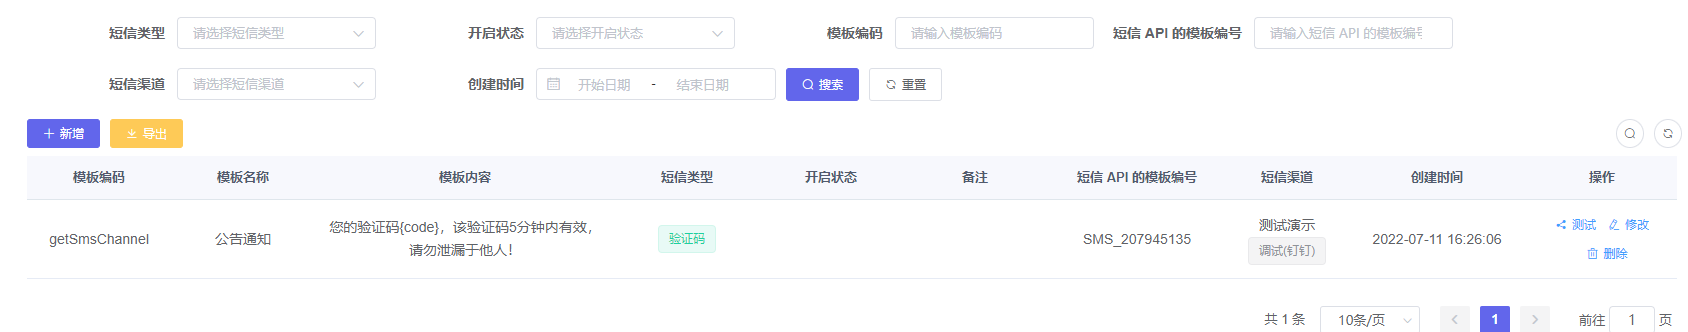 短信类型 请选择短信类型 开启状态 请选择开启状态 模板编码 请输入模板编码 短信 API 的模板编号 请输入短信 API 的模板编号
短信渠道 请选择短信渠道 创建时间 开始日期 - 结束日期 搜索 重置
新增 导出
模板编码 模板名称 模板内容 短信类型 开启状态 备注 短信 API 的模板编号 短信渠道 创建时间 操作
getSmsChannel 公告通知 您的验证码{code}，该验证码5分钟内有效，
请勿泄漏于他人！ 验证码 SMS_207945135 测试演示
调试(钉钉) 2022-07-11 16:26:06 测试 修改
删除
共 1 条 10条/页 1 前往 1 页